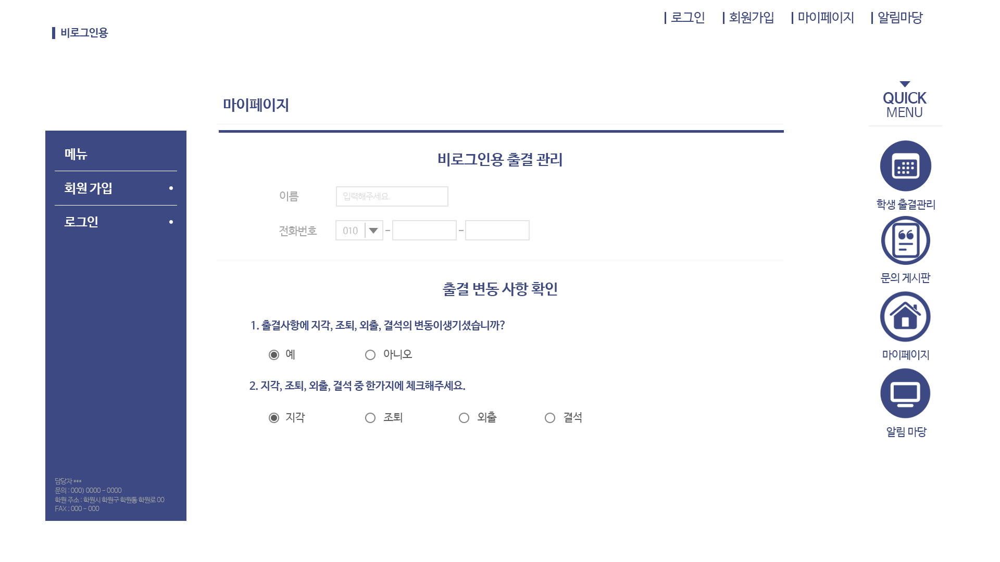 로그인 회원가입 마이페이지 알림마당
비로그인용
마이페이지
QUICK
MENU
메뉴
회원 가입
로그인
비로그인용 출결 관리
이름 입력해주세요.
전화번호 010 - -
출결 변동 사항 확인
1. 출결사항에 지각, 조퇴, 외출, 결석의 변동이생기셨습니까?
예 아니오
2. 지각, 조퇴, 외출, 결석 중 한가지에 체크해주세요.
지각 조퇴 외출 결석
학생 출결관리
문의 게시판
마이페이지
알림 마당
담당자 ***
문의 : 000) 0000 - 0000
학원 주소 : 학원시 학원구 학원동 학원로 00
FAX ; 000 - 000